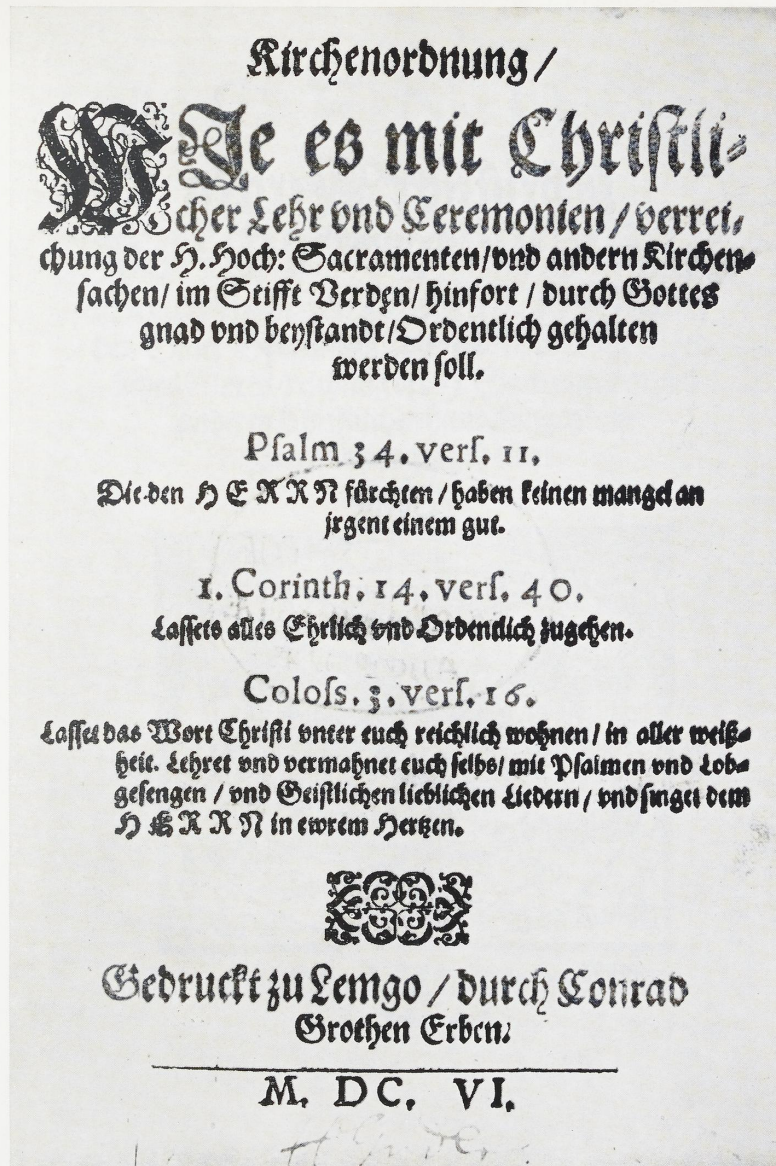 Kirchenordnung/
WJe es mit Christli-
cher Lehr vnd Ceremonien/verrei-
chung der H. Hoch: Sacramenten/vnd andern Kirchen-
sachen/ im Stifft Verden/ hinfort / durch Gottes
gnad vnd beystandt/Ordentlich gehalten
werden soll.
Psalm 34. vers. 11.
Die den HERRN fürchten/haben keinen mangel an
jrgent einem gut.
1. Corinth. 14. vers. 40.
Lassets alles Ehrlich vnd Ordentlich zugehen.
Coloss. 3. vers. 16.
Lasset das Wort Christi vnter euch reichlich wohnen/ in aller weiß-
heit. Lehret vnd vermahnet euch selbs/ mit Psalmen vnd Lob-
gesengen / vnd Geistlichen lieblichen Liedern/ vnd singet dem
HERRN in ewrem Hertzen.
Gedruckt zu Lemgo / durch Conrad
Grothen Erben.
M. DC. VI.